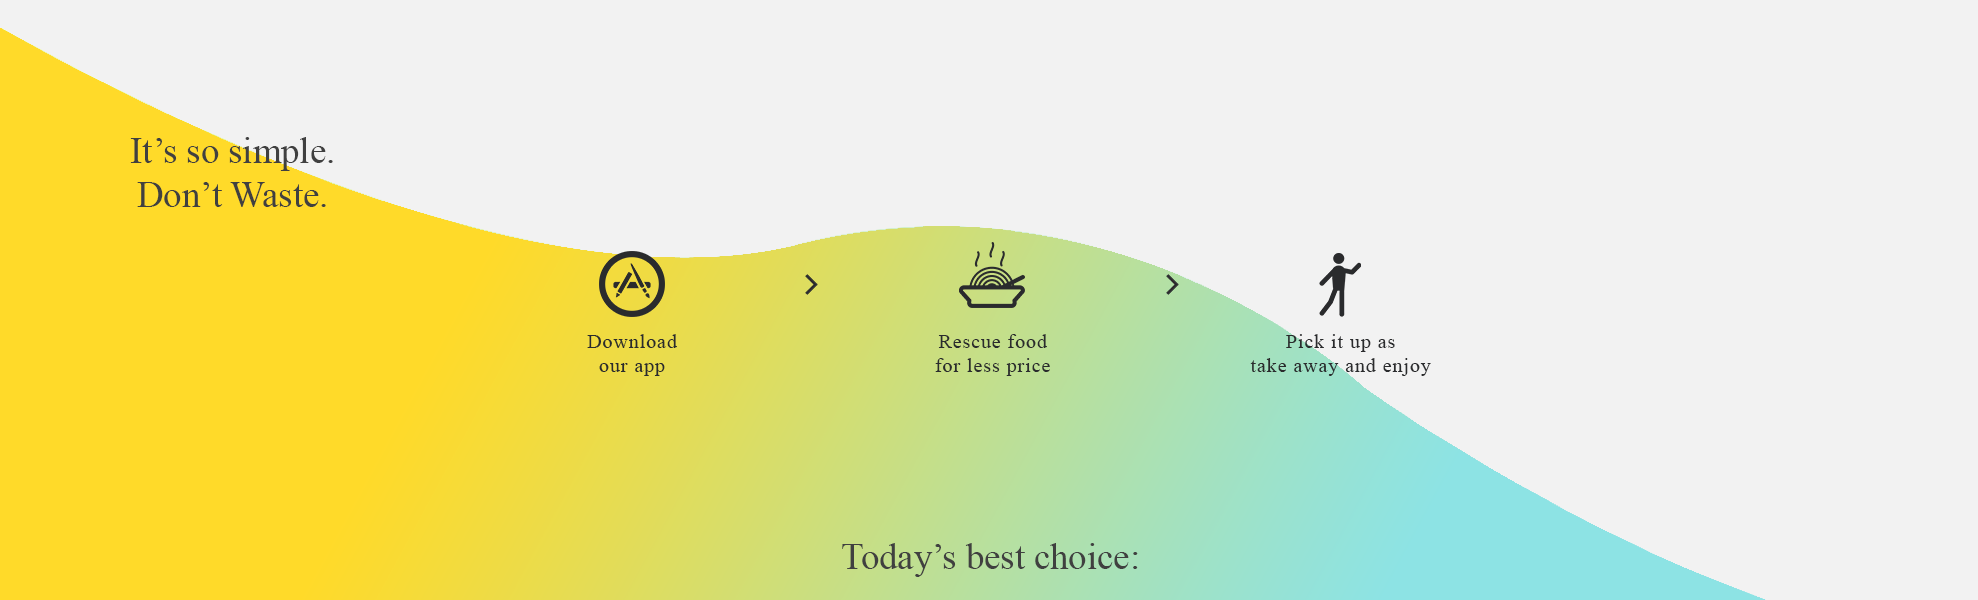 It’s so simple.
Don’t Waste.
Download
our app
Rescue food
for less price
Pick it up as
take away and enjoy
Today’s best choice: